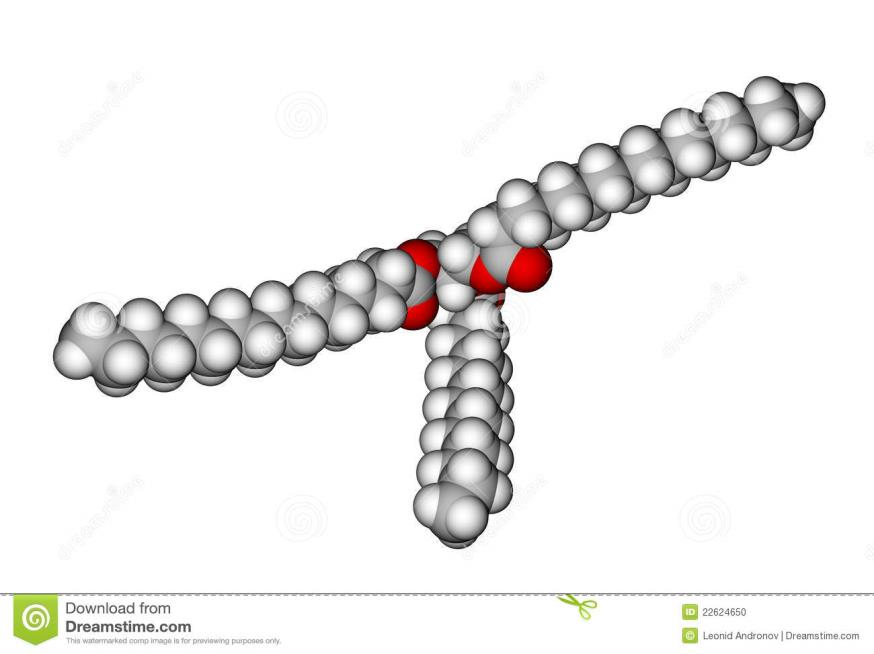 Download from
Dreamstime.com
This watermarked comp image is for previewing purposes only.
ID 22624650
© Leonid Andronov | Dreamstime.com